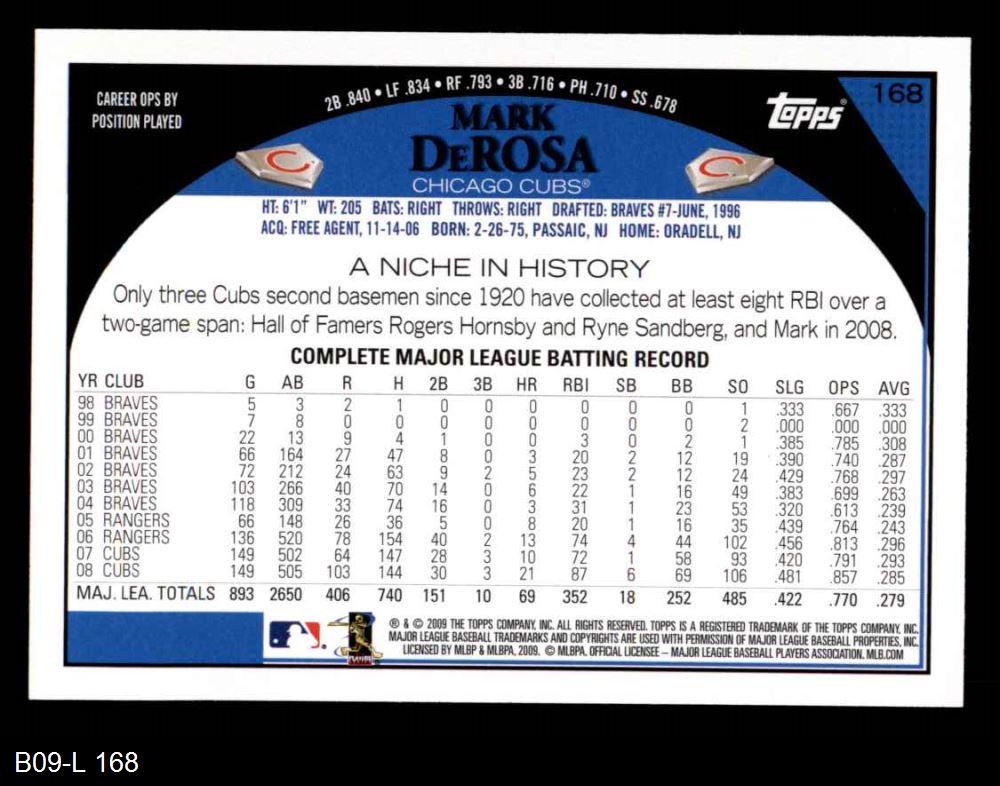 CAREER OPS BY
POSITION PLAYED
2B .840 • LF .834 • RF .793 • 3B .716 • PH .710 • SS .678
Topps®
168
MARK
DeROSA
CHICAGO CUBS®
C
C
HT: 6'1" WT: 205 BATS: RIGHT THROWS: RIGHT DRAFTED: BRAVES #7-JUNE, 1996
ACQ: FREE AGENT, 11-14-06 BORN: 2-26-75, PASSAIC, NJ HOME: ORADELL, NJ
A NICHE IN HISTORY
Only three Cubs second basemen since 1920 have collected at least eight RBI over a
two-game span: Hall of Famers Rogers Hornsby and Ryne Sandberg, and Mark in 2008.
COMPLETE MAJOR LEAGUE BATTING RECORD
YR CLUB G AB R H 2B 3B HR RBI SB BB SO SLG OPS AVG
98 BRAVES 5 3 2 1 0 0 0 0 0 0 1 .333 .667 .333
99 BRAVES 7 8 0 0 0 0 0 0 0 0 2 .000 .000 .000
00 BRAVES 22 13 9 4 1 0 0 3 0 2 1 .385 .785 .308
01 BRAVES 66 164 27 47 8 0 3 20 2 12 19 .390 .740 .287
02 BRAVES 72 212 24 63 9 2 5 23 2 12 24 .429 .768 .297
03 BRAVES 103 266 40 70 14 0 6 22 1 16 49 .383 .699 .263
04 BRAVES 118 309 33 74 16 0 3 31 1 23 53 .320 .613 .239
05 RANGERS 66 148 26 36 5 0 8 20 1 16 35 .439 .764 .243
06 RANGERS 136 520 78 154 40 2 13 74 4 44 102 .456 .813 .296
07 CUBS 149 502 64 147 28 3 10 72 1 58 93 .420 .791 .293
08 CUBS 149 505 103 144 30 3 21 87 6 69 106 .481 .857 .285
MAJ. LEA. TOTALS 893 2650 406 740 151 10 69 352 18 252 485 .422 .770 .279
® & © 2009 THE TOPPS COMPANY, INC. ALL RIGHTS RESERVED. TOPPS IS A REGISTERED TRADEMARK OF THE TOPPS COMPANY, INC.
MAJOR LEAGUE BASEBALL TRADEMARKS AND COPYRIGHTS ARE USED WITH PERMISSION OF MAJOR LEAGUE BASEBALL PROPERTIES, INC.
LICENSED BY MLBP & MLBPA, 2009. © MLBPA. OFFICIAL LICENSEE – MAJOR LEAGUE BASEBALL PLAYERS ASSOCIATION. MLB.COM
B09-L 168